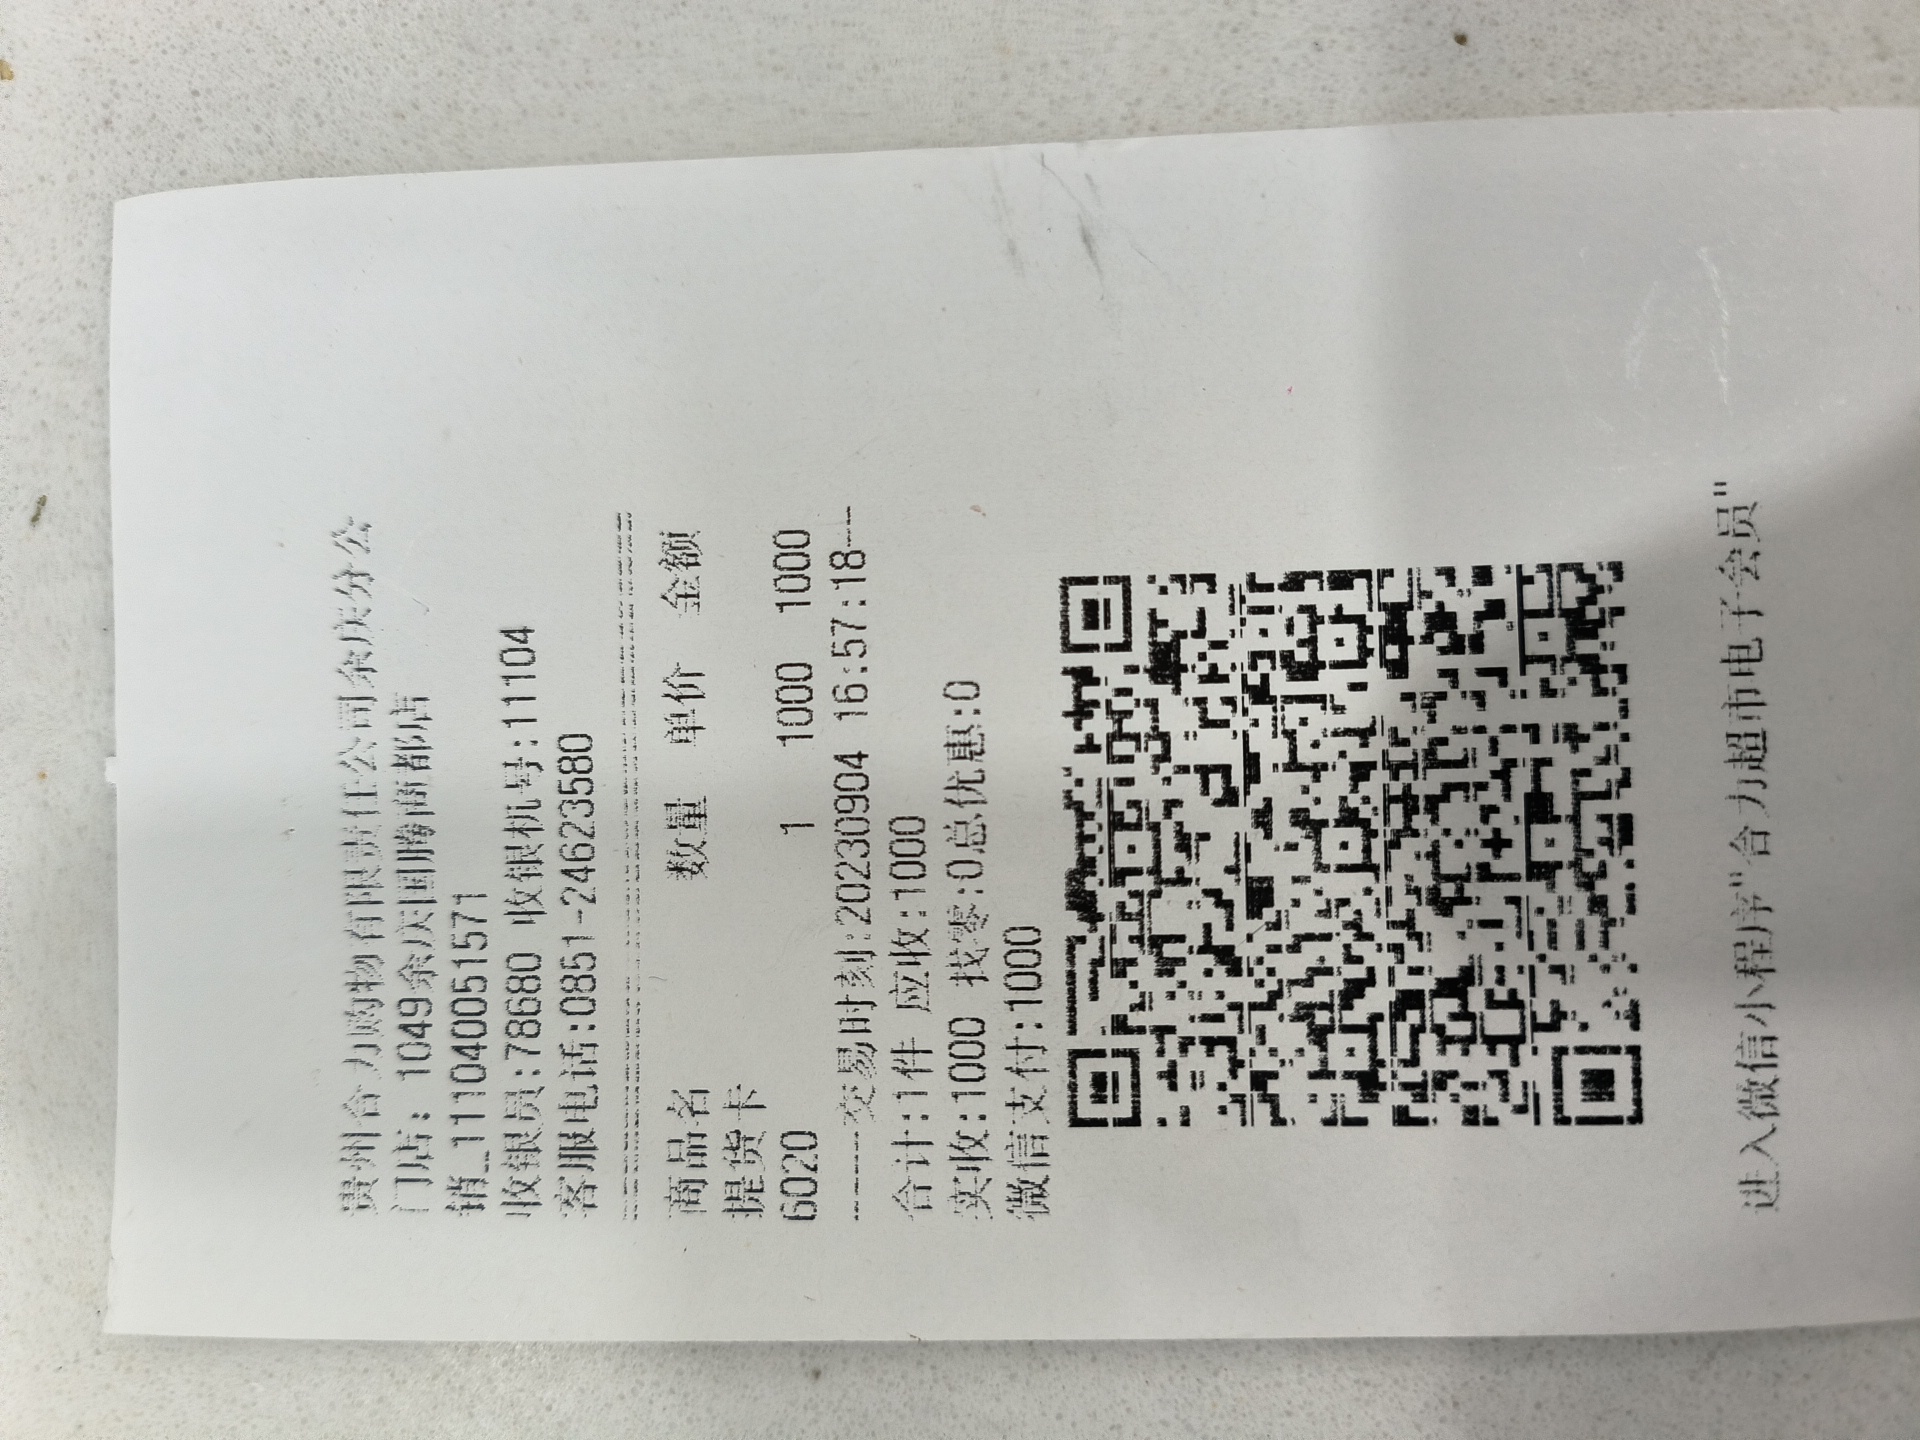 贵州合力购物有限责任公司余庆分公
门店: 1049余庆国腾商都店
销_1110400515​71
收银员:78680 收银机号:11104
客服电话:0851-24623580
商品名 数量 单价 金额
提货卡
6020 1 1000 1000
------交易时刻:20230904 16:57:18---
合计:1件 应收:1000
实收:1000 找零:0总优惠:0
微信支付:1000
进入微信小程序"合力超市电子会员"